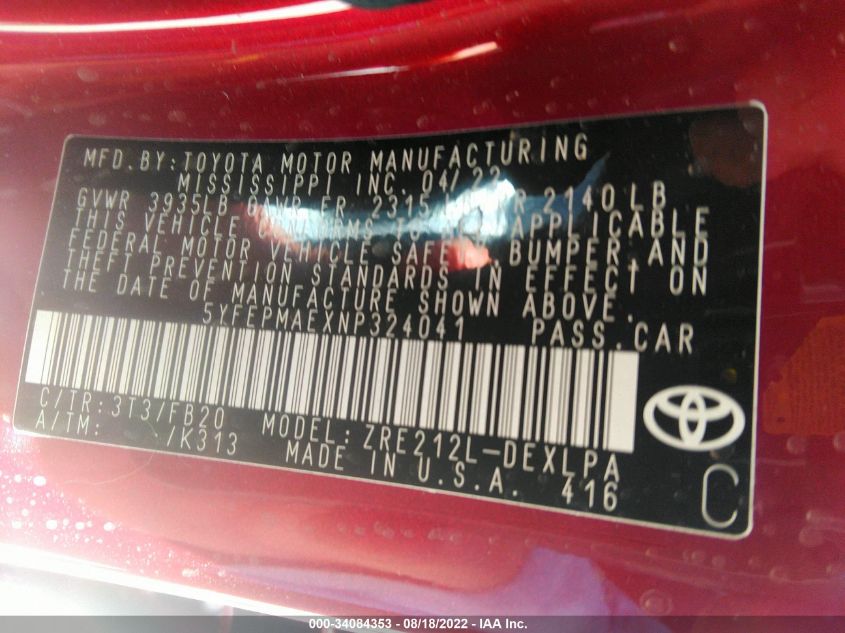 MFD.BY:TOYOTA MOTOR MANUFACTURING
MISSISSIPPI INC. 04/22
GVWR 3935LB GAWR FR 2315 RR 2140 LB
THIS VEHICLE CONFORMS TO ALL APPLICABLE
FEDERAL MOTOR VEHICLE SAFETY, BUMPER,AND
THEFT PREVENTION STANDARDS IN EFFECT ON
THE DATE OF MANUFACTURE SHOWN ABOVE.
5YFEPMAEXNP324041 PASS.CAR
C/TR:3T3/FB20 MODEL:ZRE212L-DEXLPA
A/TM: /K313 MADE IN U.S.A. 416
C
000-34084353 - 08/18/2022 - IAA Inc.